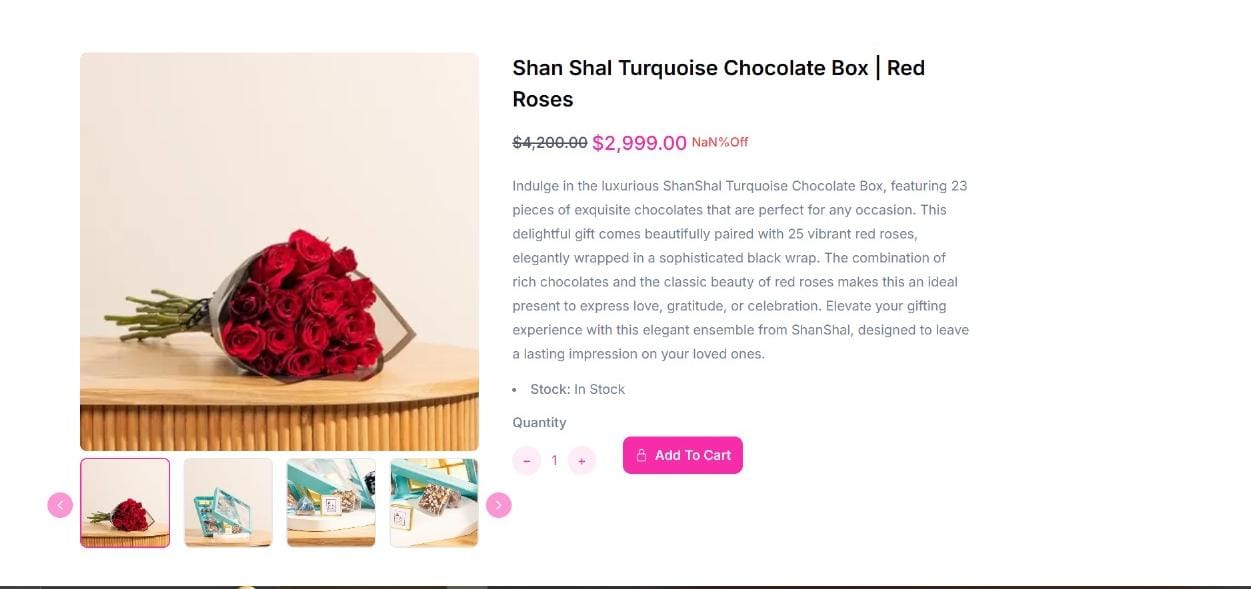 Shan Shal Turquoise Chocolate Box | Red
Roses
$4,200.00 $2,999.00 NaN%Off
Indulge in the luxurious ShanShal Turquoise Chocolate Box, featuring 23
pieces of exquisite chocolates that are perfect for any occasion. This
delightful gift comes beautifully paired with 25 vibrant red roses,
elegantly wrapped in a sophisticated black wrap. The combination of
rich chocolates and the classic beauty of red roses makes this an ideal
present to express love, gratitude, or celebration. Elevate your gifting
experience with this elegant ensemble from ShanShal, designed to leave
a lasting impression on your loved ones.
• Stock: In Stock
Quantity
- 1 + Add To Cart